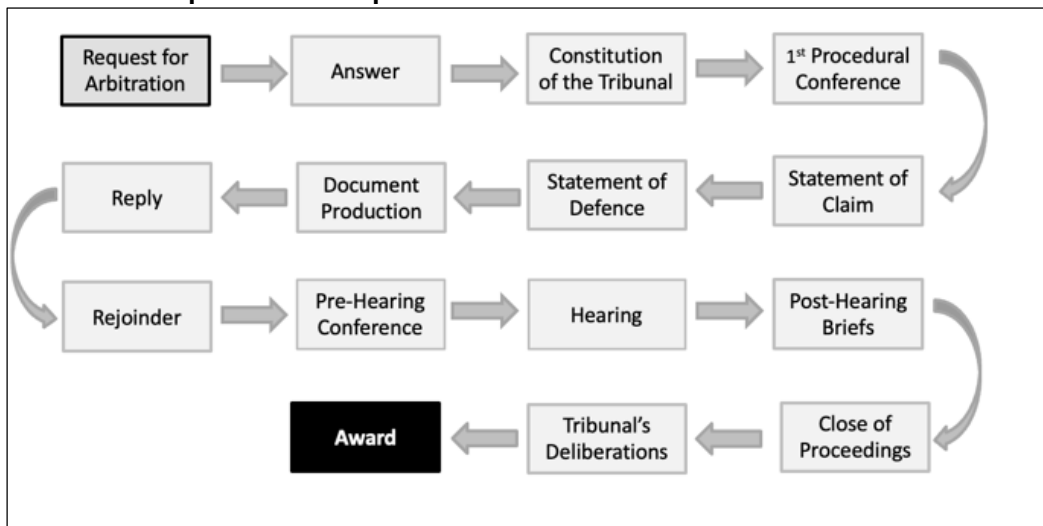 Request for
Arbitration
Answer
Constitution
of the Tribunal
1st Procedural
Conference
Statement of
Claim
Statement of
Defence
Document
Production
Reply
Rejoinder
Pre-Hearing
Conference
Hearing
Post-Hearing
Briefs
Close of
Proceedings
Tribunal's
Deliberations
Award